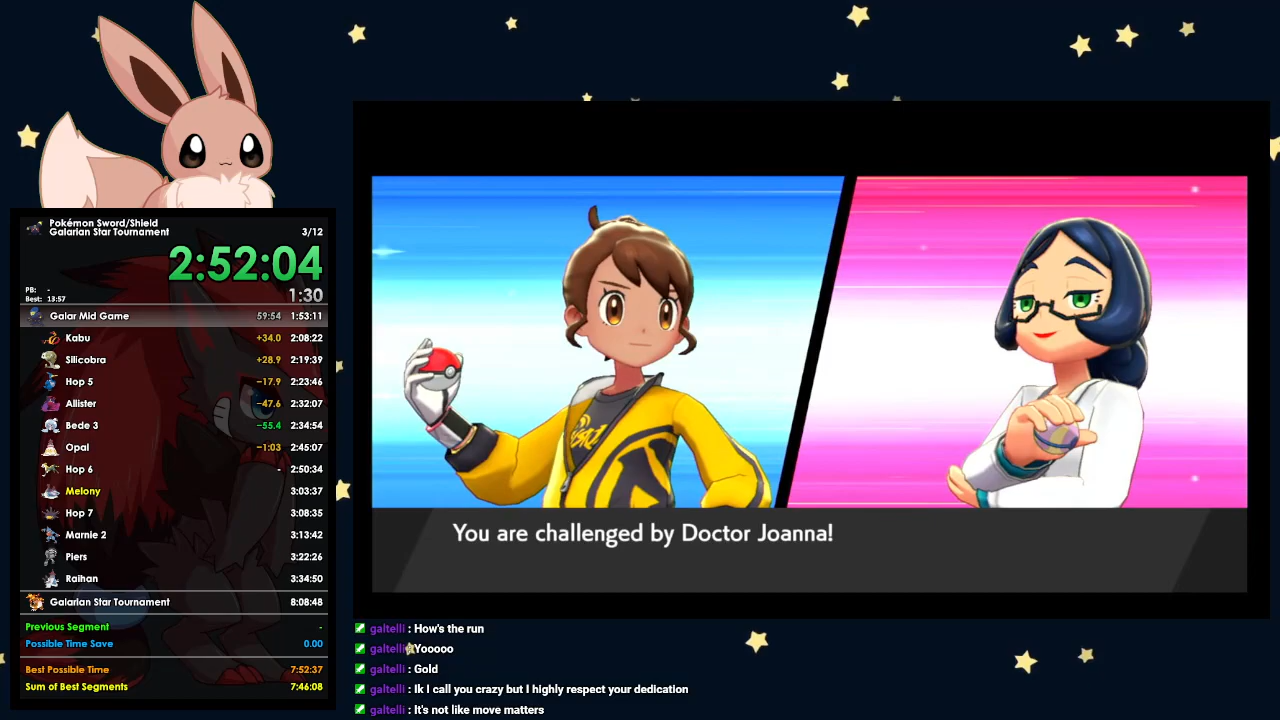 Pokémon Sword/Shield
Galarian Star Tournament 3/12
2:52:04
PB: - 1:30
Best: 13:57
Galar Mid Game 59:54 1:53:11
Kabu +34.0 2:08:22
Silicobra +28.9 2:19:39
Hop 5 −17.9 2:23:46
Allister −47.6 2:32:07
Bede 3 −55.4 2:34:54
Opal −1:03 2:45:07
Hop 6 - 2:50:34
Melony 3:03:37
Hop 7 3:08:35
Marnie 2 3:13:42
Piers 3:22:26
Raihan 3:34:50
Galarian Star Tournament 8:08:48
Previous Segment -
Possible Time Save 0.00
Best Possible Time 7:52:37
Sum of Best Segments 7:46:08
You are challenged by Doctor Joanna!
galtelli : How's the run
galtelli : Yooooo
galtelli : Gold
galtelli : Ik I call you crazy but I highly respect your dedication
galtelli : It's not like move matters